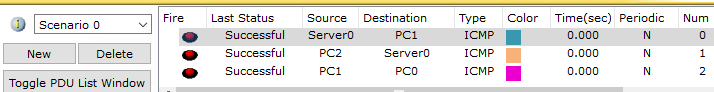 Scenario 0
New Delete
Toggle PDU List Window
Fire Last Status Source Destination Type Color Time(sec) Periodic Num
Successful Server0 PC1 ICMP 0.000 N 0
Successful PC2 Server0 ICMP 0.000 N 1
Successful PC1 PC0 ICMP 0.000 N 2